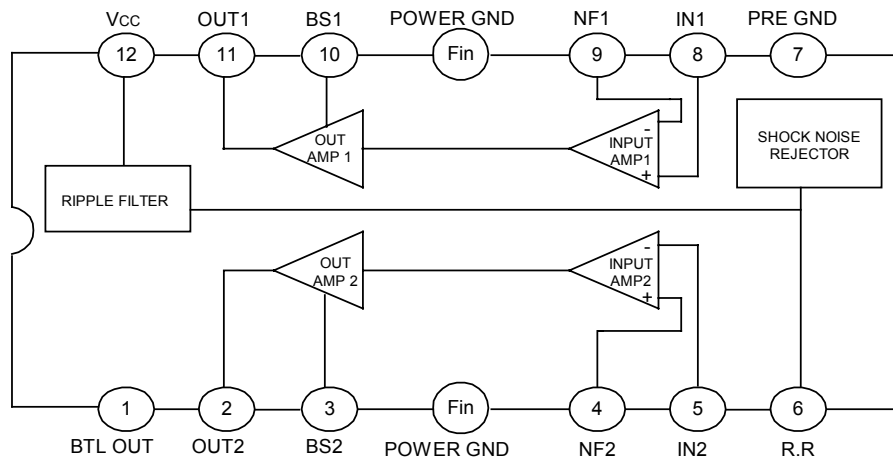 VCC OUT1 BS1 POWER GND NF1 IN1 PRE GND
12 11 10 Fin 9 8 7
OUT
AMP 1
-
INPUT
AMP1
+
SHOCK NOISE
REJECTOR
RIPPLE FILTER
OUT
AMP 2
-
INPUT
AMP2
+
1 2 3 Fin 4 5 6
BTL OUT OUT2 BS2 POWER GND NF2 IN2 R.R